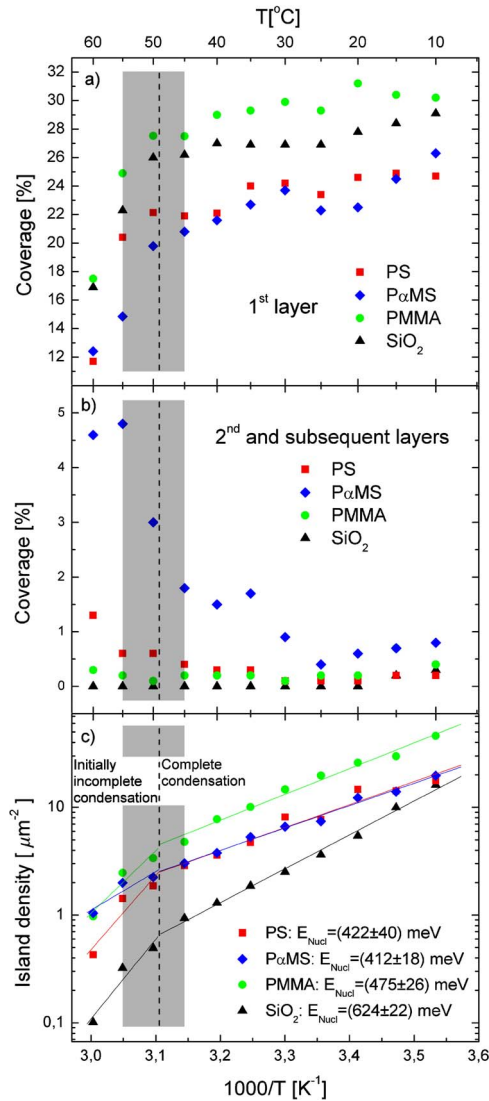 T[°C]
60 50 40 30 20 10
a)
32
30
28
26
24
22
20
18
16
14
12
Coverage [%]
1st layer
PS
PαMS
PMMA
SiO2
b)
2nd and subsequent layers
5
4
3
2
1
0
Coverage [%]
PS
PαMS
PMMA
SiO2
c)
Initially incomplete condensation
Complete condensation
10
1
0,1
Island density [ μm-2]
PS: ENucl=(422±40) meV
PαMS: ENucl=(412±18) meV
PMMA: ENucl=(475±26) meV
SiO2: ENucl=(624±22) meV
3,0 3,1 3,2 3,3 3,4 3,5 3,6
1000/T [K-1]